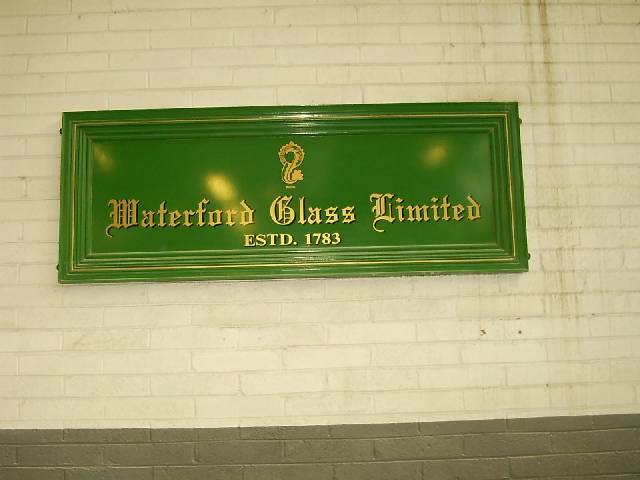 Waterford Glass Limited
ESTD. 1783